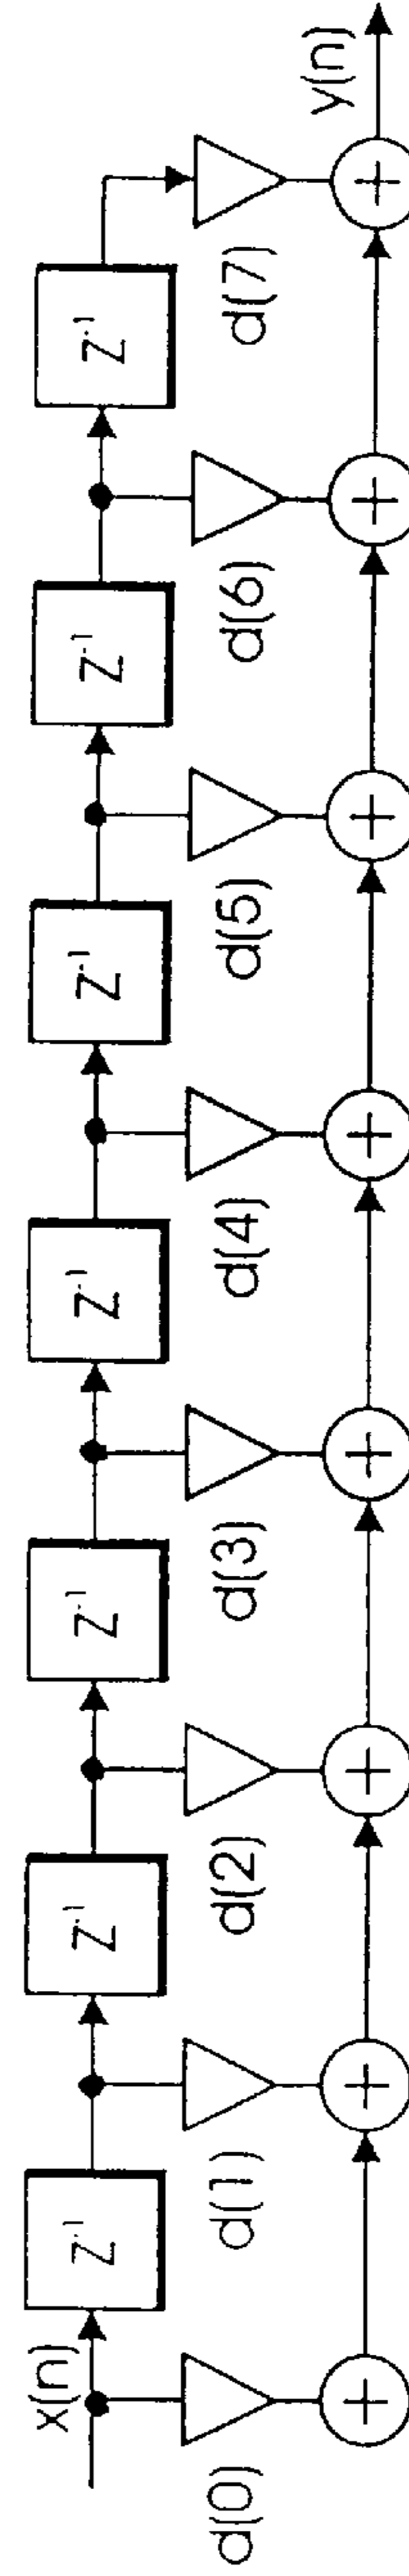 x(n)
Z⁻¹
Z⁻¹
Z⁻¹
Z⁻¹
Z⁻¹
Z⁻¹
Z⁻¹
d(0)
d(1)
d(2)
d(3)
d(4)
d(5)
d(6)
d(7)
+
+
+
+
+
+
+
+
y(n)